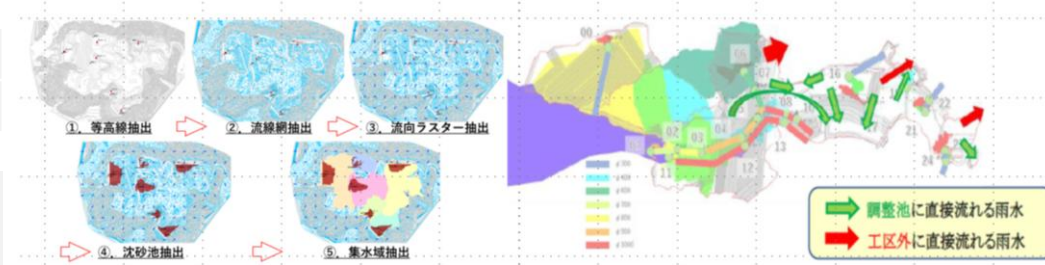 ①．等高線抽出
②．流線網抽出
③．流向ラスター抽出
④．沈砂池抽出
⑤．集水域抽出
00
06
07
16
08
22
02
03
04
21
13
24
11
12
調整池に直接流れる雨水
工区外に直接流れる雨水